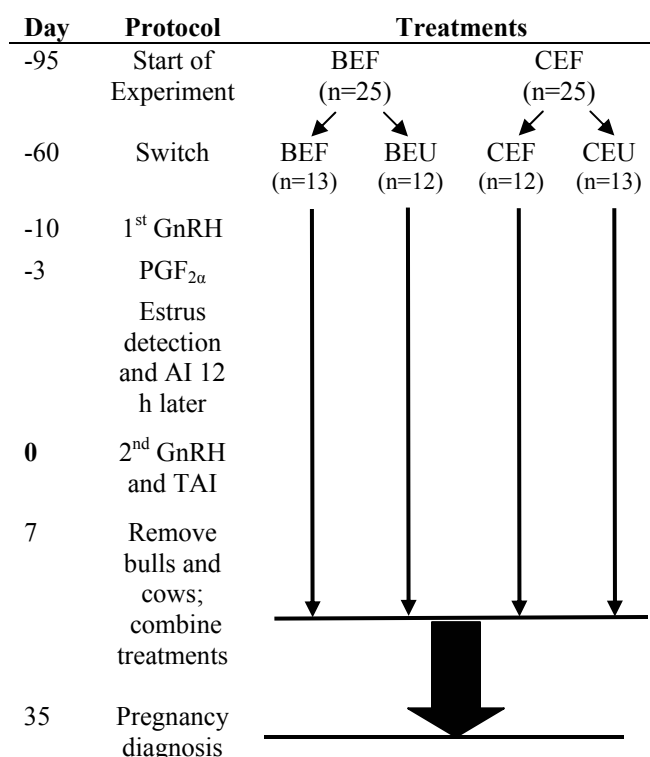 Day Protocol Treatments
-95 Start of BEF CEF
Experiment (n=25) (n=25)
-60 Switch BEF BEU CEF CEU
(n=13) (n=12) (n=12) (n=13)
-10 1st GnRH
-3 PGF2α
Estrus
detection
and AI 12
h later
0 2nd GnRH
and TAI
7 Remove
bulls and
cows;
combine
treatments
35 Pregnancy
diagnosis